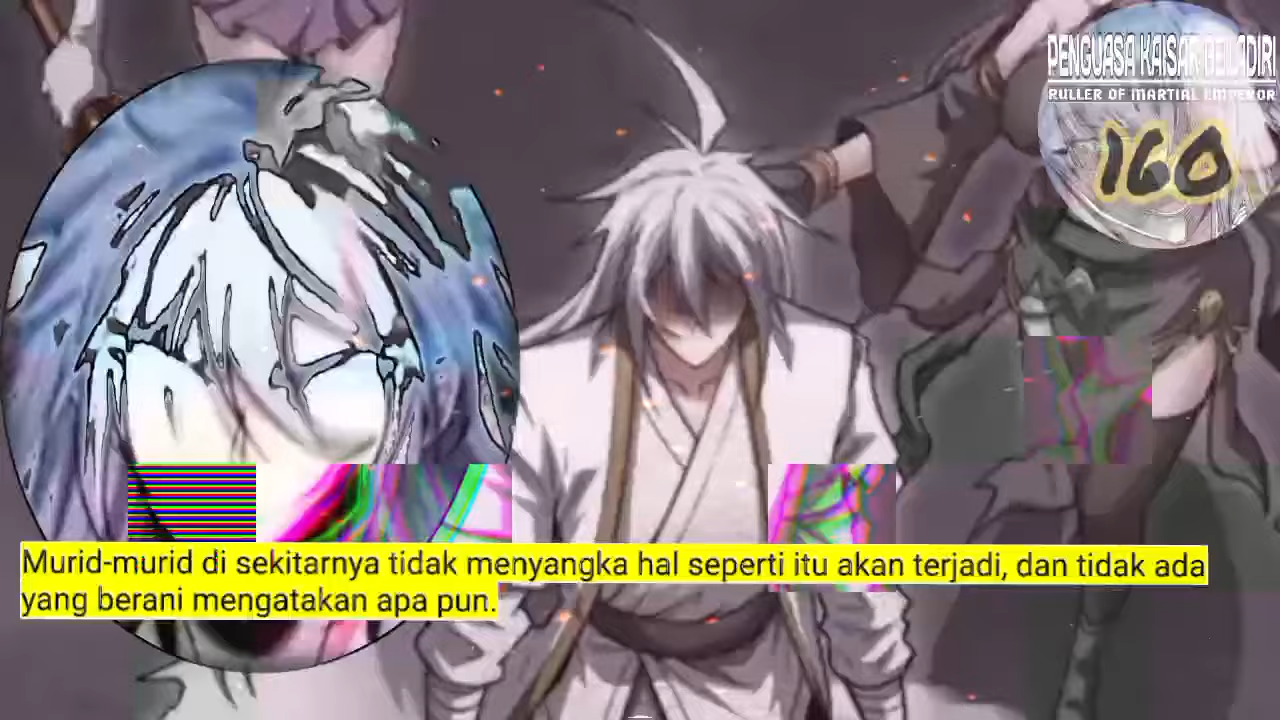 PENGUASA KAISAR BELADIRI
RULLER OF MARTIAL EMPEROR
160
Murid-murid di sekitarnya tidak menyangka hal seperti itu akan terjadi, dan tidak ada
yang berani mengatakan apa pun.